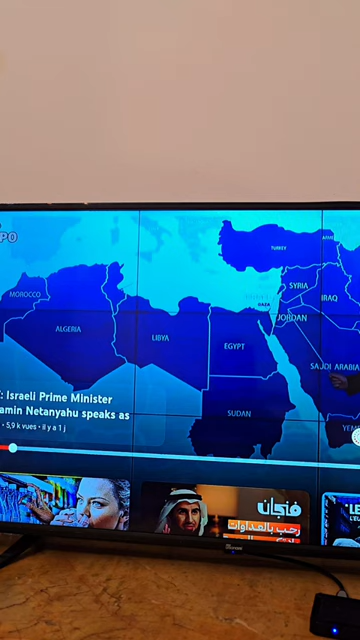 TURKEY
SYRIA
IRAQ
MOROCCO
GAZA
JORDAN
ALGERIA
LIBYA
EGYPT
SAUDI ARABIA
SUDAN
: Israeli Prime Minister
amin Netanyahu speaks as
5,9 k vues • il y a 1 j
فنجان
رحب بالعداوات